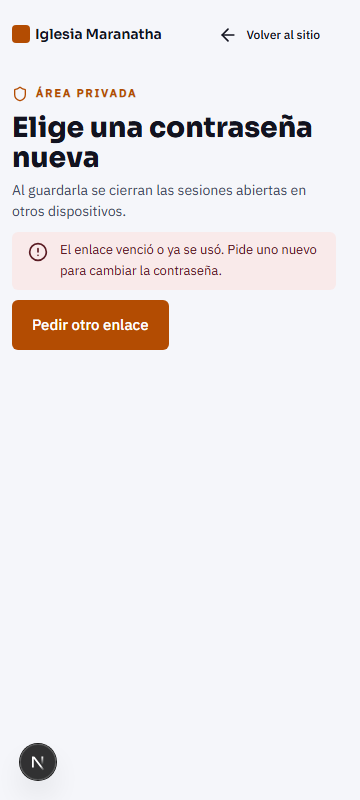 Iglesia Maranatha
Volver al sitio
ÁREA PRIVADA
Elige una contraseña
nueva
Al guardarla se cierran las sesiones abiertas en
otros dispositivos.
El enlace venció o ya se usó. Pide uno nuevo
para cambiar la contraseña.
Pedir otro enlace
N